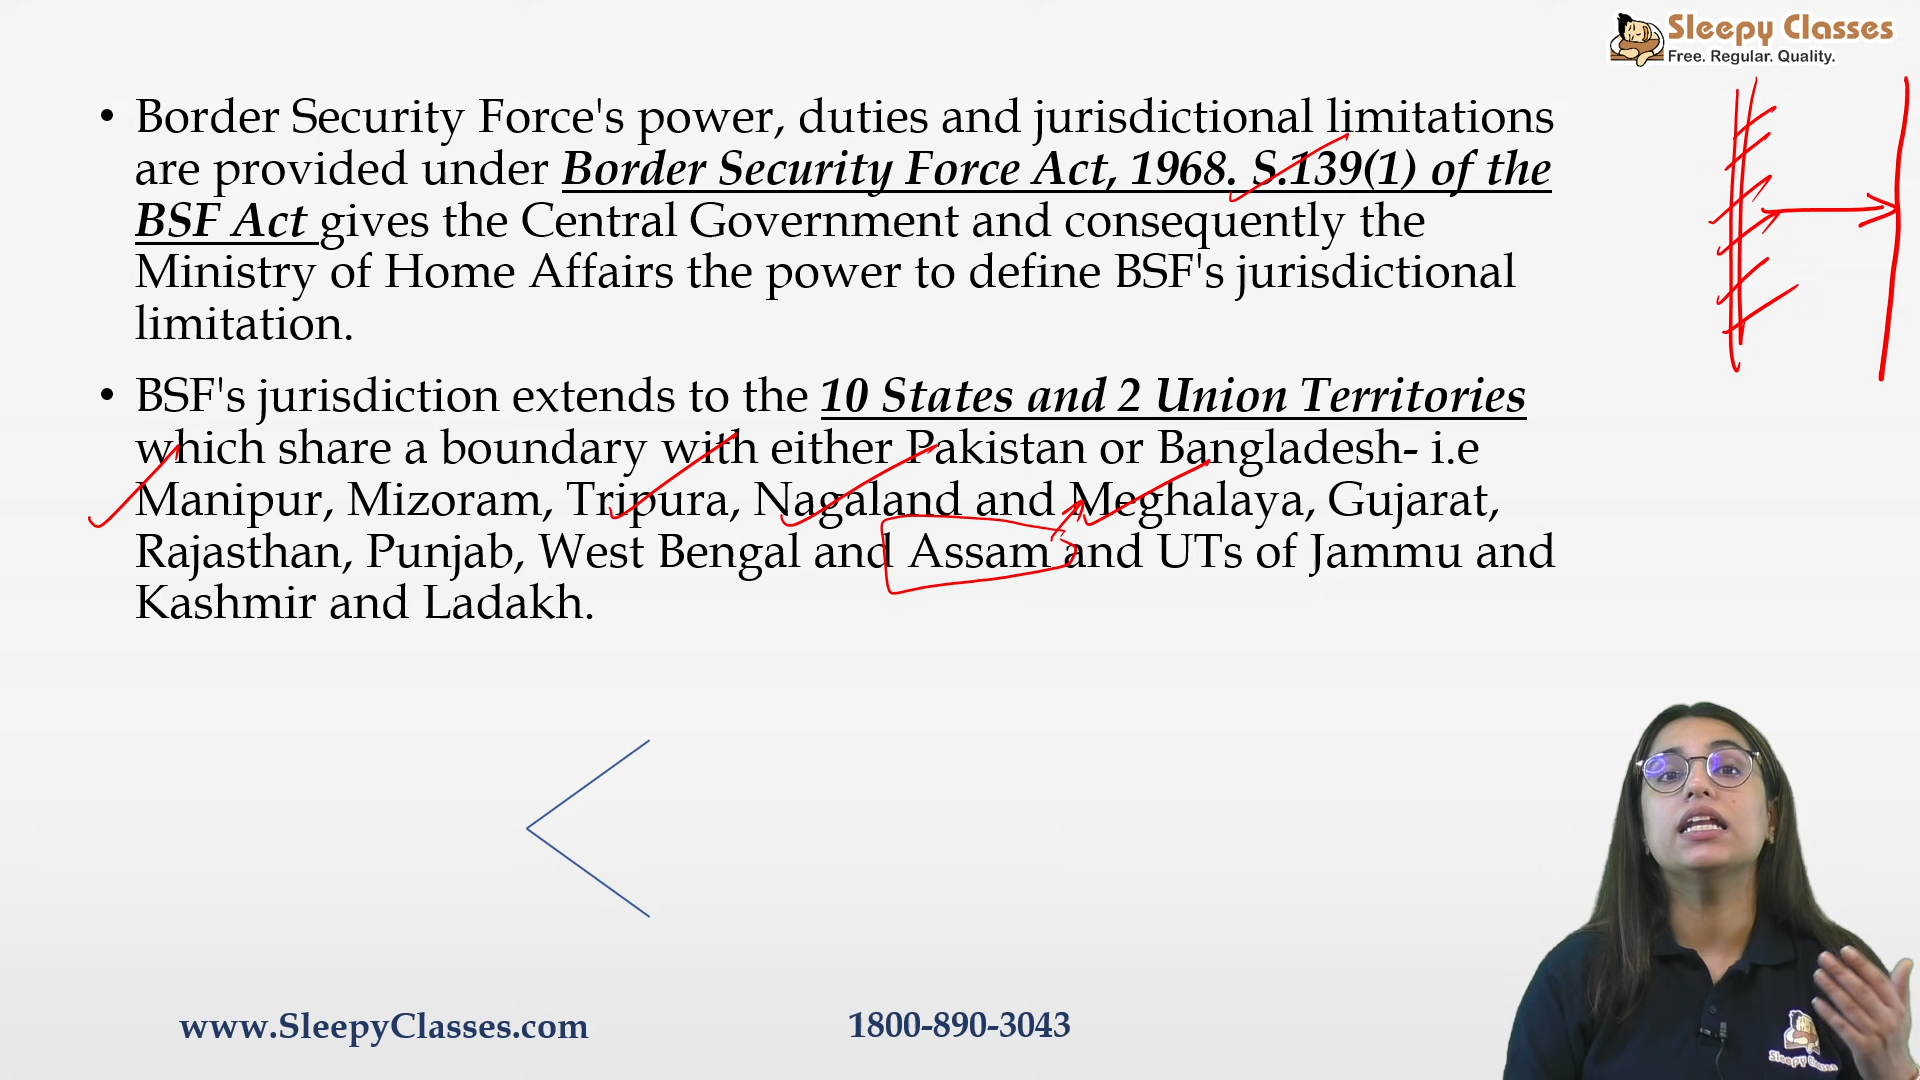 Sleepy Classes
Free. Regular. Quality.
• Border Security Force's power, duties and jurisdictional limitations
are provided under Border Security Force Act, 1968. S.139(1) of the
BSF Act gives the Central Government and consequently the
Ministry of Home Affairs the power to define BSF's jurisdictional
limitation.
• BSF's jurisdiction extends to the 10 States and 2 Union Territories
which share a boundary with either Pakistan or Bangladesh- i.e
Manipur, Mizoram, Tripura, Nagaland and Meghalaya, Gujarat,
Rajasthan, Punjab, West Bengal and Assam and UTs of Jammu and
Kashmir and Ladakh.
www.SleepyClasses.com
1800-890-3043
Sleepy Classes